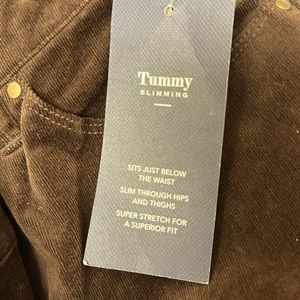 Tummy
SLIMMING
SITS JUST BELOW
THE WAIST
SLIM THROUGH HIPS
AND THIGHS
SUPER STRETCH FOR
A SUPERIOR FIT